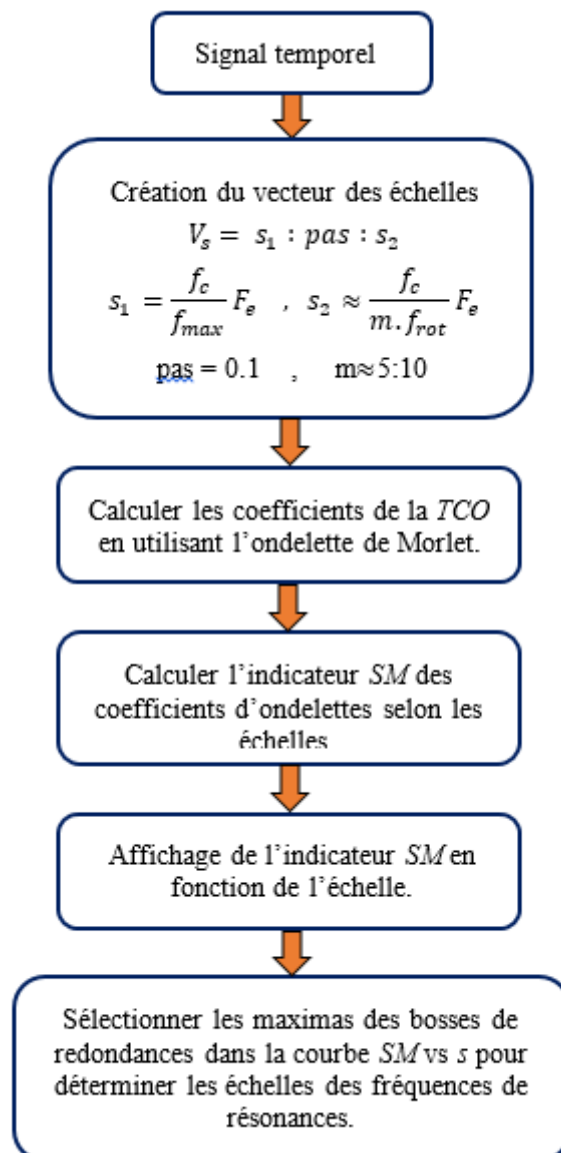 Signal temporel
Création du vecteur des échelles
V_s = s_1 : pas : s_2
s_1 = f_c / f_max F_e , s_2 ≈ f_c / m.f_rot F_e
pas = 0.1 , m≈5:10
Calculer les coefficients de la TCO
en utilisant l’ondelette de Morlet.
Calculer l’indicateur SM des
coefficients d’ondelettes selon les
échelles
Affichage de l’indicateur SM en
fonction de l’échelle.
Sélectionner les maximas des bosses de
redondances dans la courbe SM vs s pour
déterminer les échelles des fréquences de
résonances.